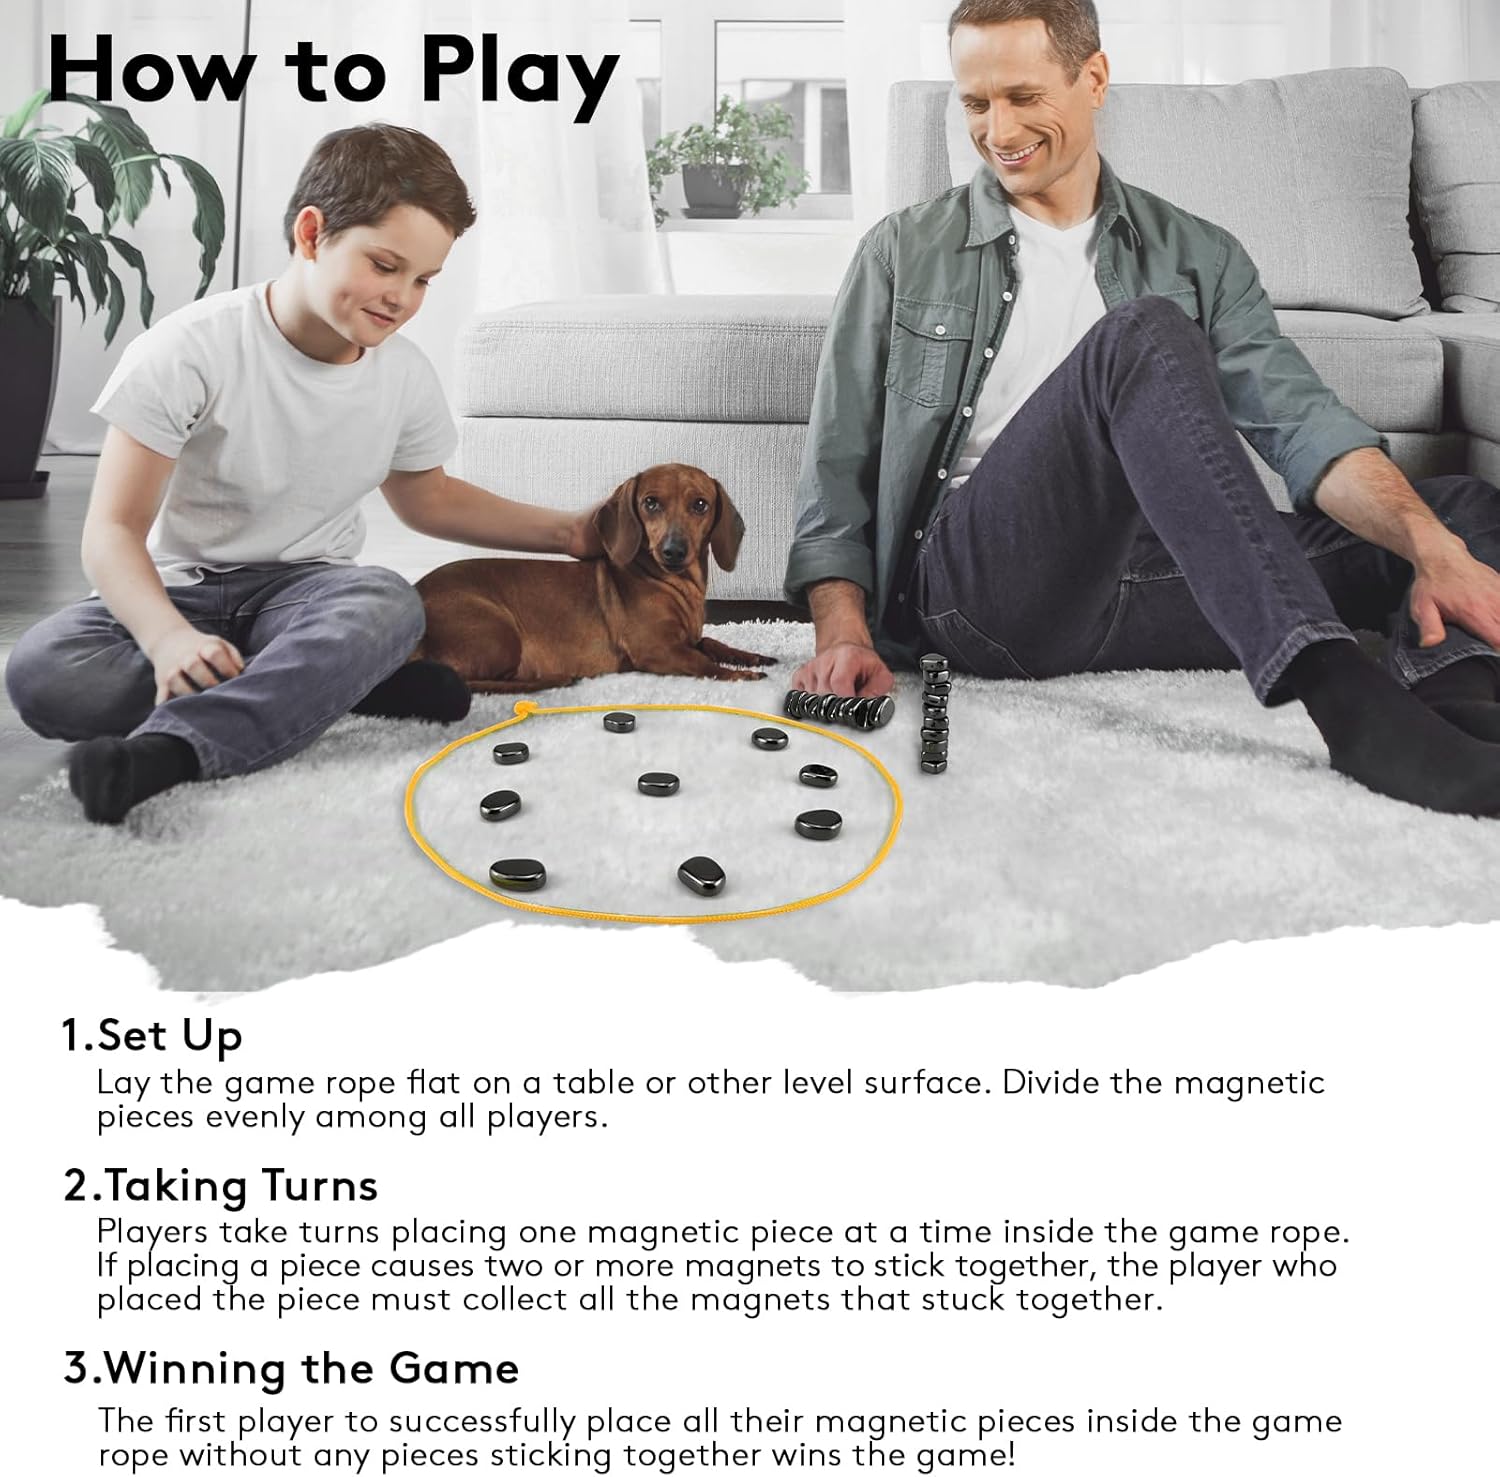 How to Play
1.Set Up
Lay the game rope flat on a table or other level surface. Divide the magnetic
pieces evenly among all players.
2.Taking Turns
Players take turns placing one magnetic piece at a time inside the game rope.
If placing a piece causes two or more magnets to stick together, the player who
placed the piece must collect all the magnets that stuck together.
3.Winning the Game
The first player to successfully place all their magnetic pieces inside the game
rope without any pieces sticking together wins the game!